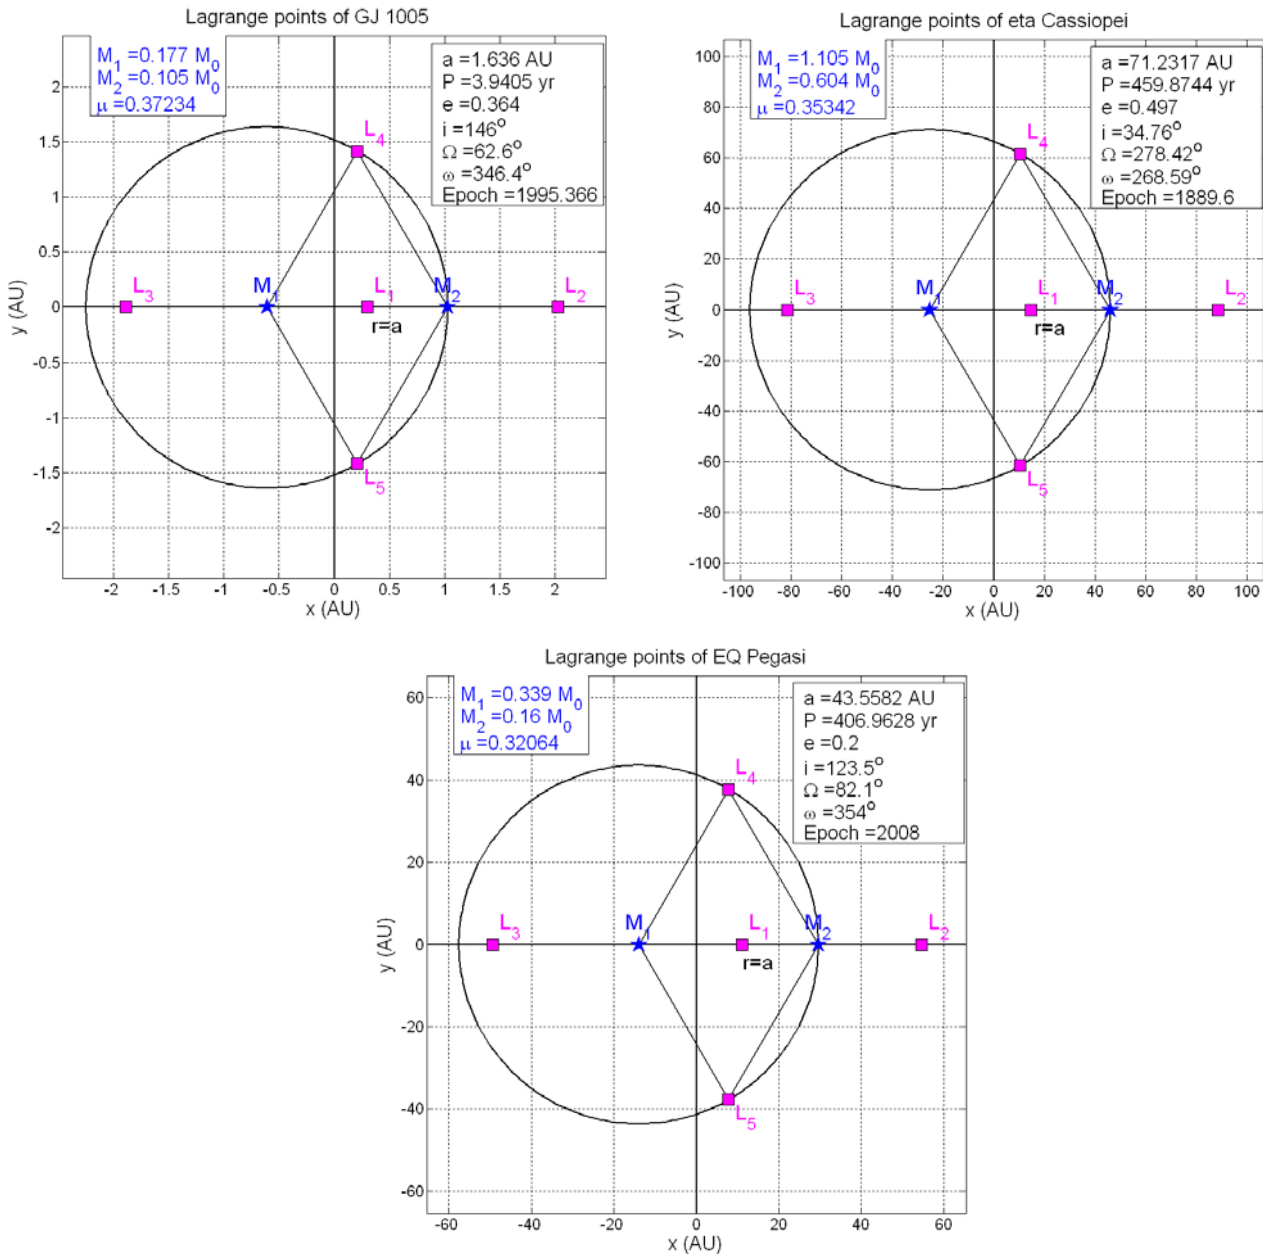 Lagrange points of GJ 1005
M₁ =0.177 M₀
M₂ =0.105 M₀
μ =0.37234
a =1.636 AU
P =3.9405 yr
e =0.364
i =146°
Ω =62.6°
ω =346.4°
Epoch =1995.366
L₄
L₃
M₁
L₁
M₂
L₂
r=a
L₅
2
1.5
1
0.5
0
-0.5
-1
-1.5
-2
y (AU)
-2 -1.5 -1 -0.5 0 0.5 1 1.5 2
x (AU)
Lagrange points of eta Cassiopei
M₁ =1.105 M₀
M₂ =0.604 M₀
μ =0.35342
a =71.2317 AU
P =459.8744 yr
e =0.497
i =34.76°
Ω =278.42°
ω =268.59°
Epoch =1889.6
L₄
L₃
M₁
L₁
M₂
L₂
r=a
L₅
100
80
60
40
20
0
-20
-40
-60
-80
-100
y (AU)
-100 -80 -60 -40 -20 0 20 40 60 80 100
x (AU)
Lagrange points of EQ Pegasi
M₁ =0.339 M₀
M₂ =0.16 M₀
μ =0.32064
a =43.5582 AU
P =406.9628 yr
e =0.2
i =123.5°
Ω =82.1°
ω =354°
Epoch =2008
L₄
L₃
M₁
L₁
M₂
L₂
r=a
L₅
60
40
20
0
-20
-40
-60
y (AU)
-60 -40 -20 0 20 40 60
x (AU)